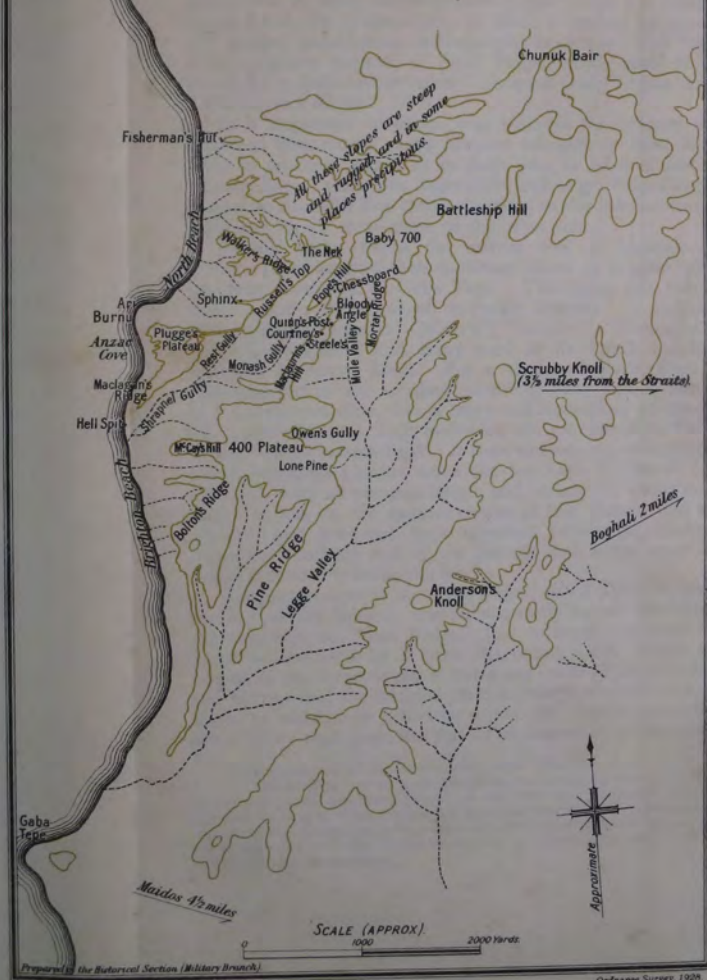 Chunuk Bair
Fisherman's Hut
All these slopes are steep
and rugged, and in some
places precipitous.
Battleship Hill
North Beach
Walker's Ridge
The Nek
Baby 700
Russell's Top
Pope's Hill
Chessboard
Sphinx
Bloody
Angle
Mortar Ridge
Ari
Burnu
Quinn's Post
Courtney's
Steele's
Mule Valley
Plugge's
Plateau
Anzac
Cove
Rest Gully
Monash Gully
Maclaurin's
Hill
Scrubby Knoll
(3½ miles from the Straits).
Maclagan's
Ridge
Shrapnel Gully
Hell Spit
Owen's Gully
McCay's Hill
400 Plateau
Lone Pine
Brighton Beach
Bolton's Ridge
Boghali 2 miles
Pine Ridge
Legge Valley
Anderson's
Knoll
Gaba
Tepe
Approximate
Maidos 4½ miles
SCALE (APPROX).
0 1000 2000 Yards.
Prepared in the Historical Section (Military Branch).
Ordnance Survey, 1928.